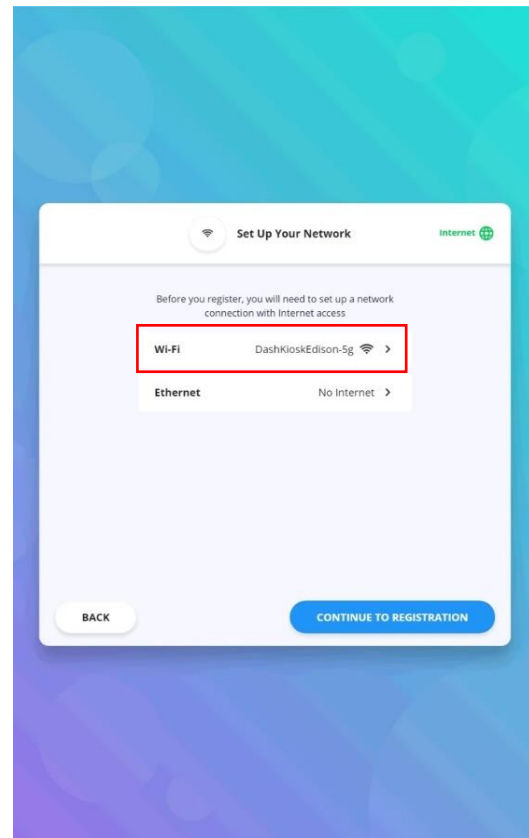 Set Up Your Network
Internet
Before you register, you will need to set up a network
connection with Internet access
Wi-Fi DashKioskEdison-5g
Ethernet No Internet
BACK CONTINUE TO REGISTRATION